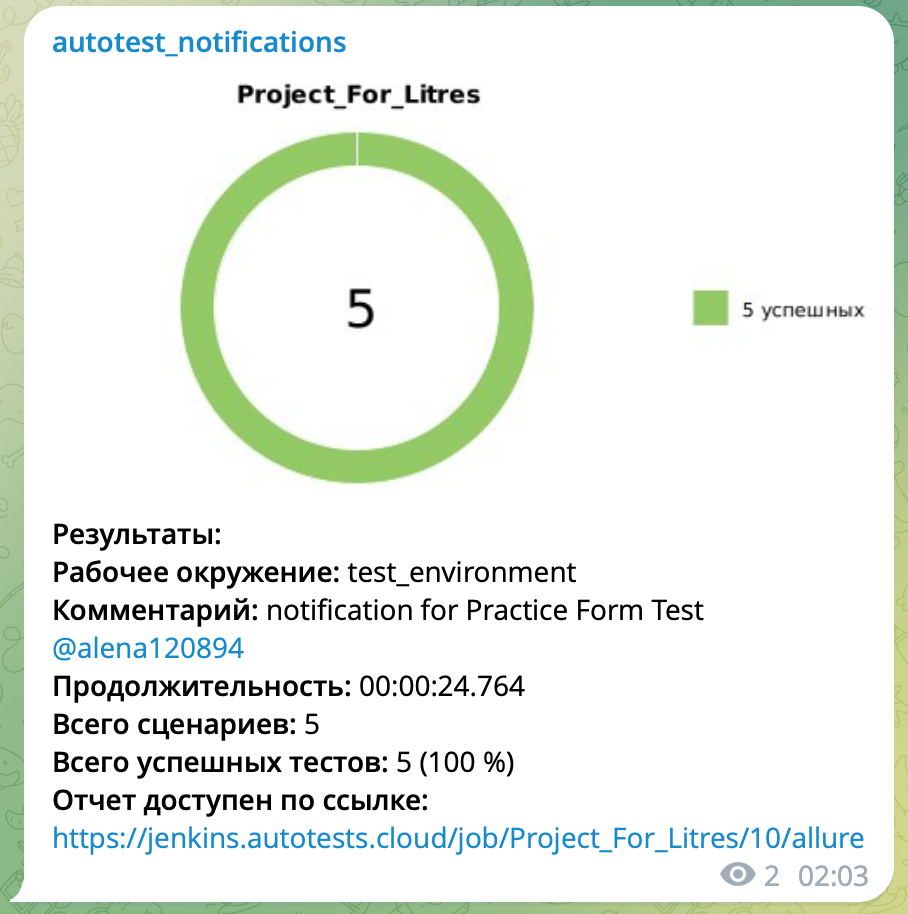 autotest_notifications
Project_For_Litres
5
5 успешных
Результаты:
Рабочее окружение: test_environment
Комментарий: notification for Practice Form Test
@alena120894
Продолжительность: 00:00:24.764
Всего сценариев: 5
Всего успешных тестов: 5 (100 %)
Отчет доступен по ссылке:
https://jenkins.autotests.cloud/job/Project_For_Litres/10/allure
2 02:03